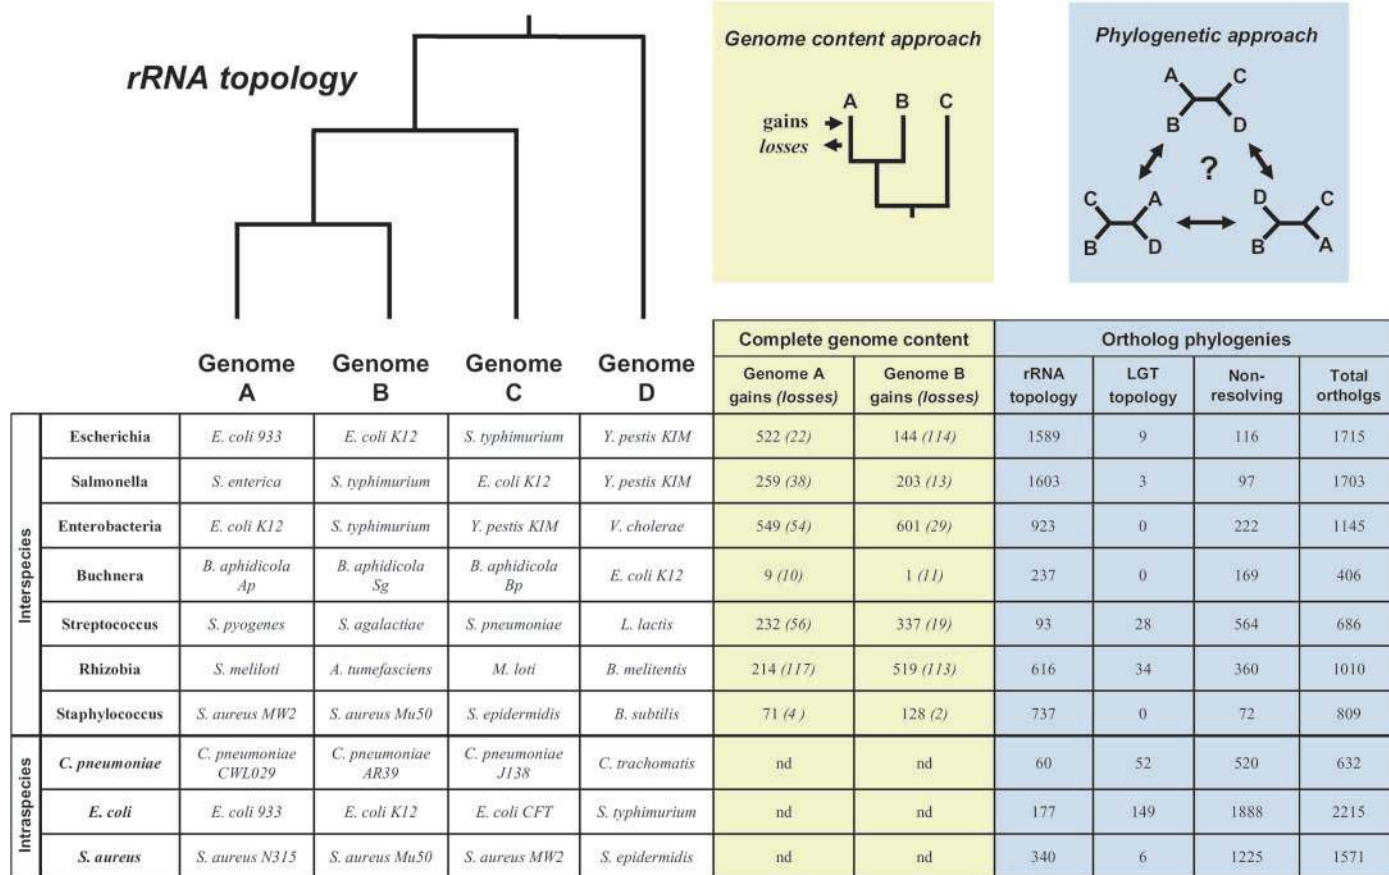 rRNA topology
Genome content approach
A B C
gains
losses
Phylogenetic approach
A C
B D
?
C A
B D
D C
B A
Complete genome content Ortholog phylogenies
Genome A Genome B Genome C Genome D Genome A gains (losses) Genome B gains (losses) rRNA topology LGT topology Non-resolving Total ortholgs
Interspecies
Escherichia E. coli 933 E. coli K12 S. typhimurium Y. pestis KIM 522 (22) 144 (114) 1589 9 116 1715
Salmonella S. enterica S. typhimurium E. coli K12 Y. pestis KIM 259 (38) 203 (13) 1603 3 97 1703
Enterobacteria E. coli K12 S. typhimurium Y. pestis KIM V. cholerae 549 (54) 601 (29) 923 0 222 1145
Buchnera B. aphidicola Ap B. aphidicola Sg B. aphidicola Bp E. coli K12 9 (10) 1 (11) 237 0 169 406
Streptococcus S. pyogenes S. agalactiae S. pneumoniae L. lactis 232 (56) 337 (19) 93 28 564 686
Rhizobia S. meliloti A. tumefasciens M. loti B. melitentis 214 (117) 519 (113) 616 34 360 1010
Staphylococcus S. aureus MW2 S. aureus Mu50 S. epidermidis B. subtilis 71 (4 ) 128 (2) 737 0 72 809
Intraspecies
C. pneumoniae C. pneumoniae CWL029 C. pneumoniae AR39 C. pneumoniae J138 C. trachomatis nd nd 60 52 520 632
E. coli E. coli 933 E. coli K12 E. coli CFT S. typhimurium nd nd 177 149 1888 2215
S. aureus S. aureus N315 S. aureus Mu50 S. aureus MW2 S. epidermidis nd nd 340 6 1225 1571